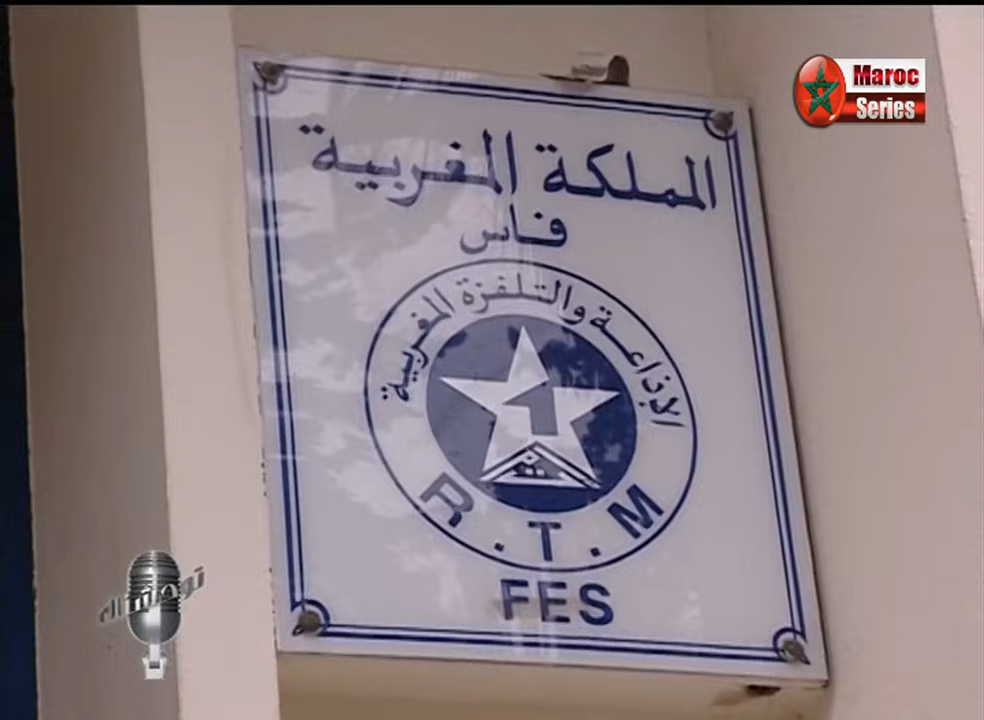 Maroc
Series
المملكة المغربية
فاس
الإذاعة والتلفزة المغربية
R.T.M
FES